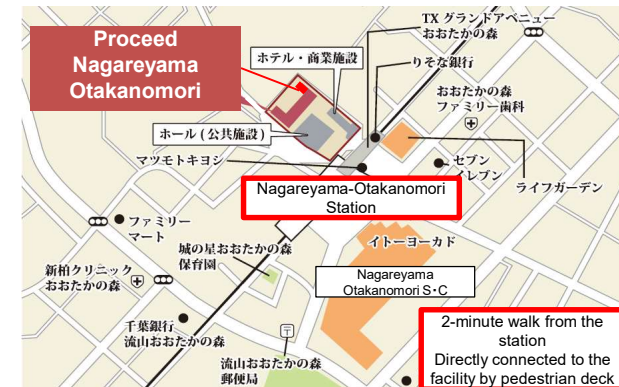 TX グランドアベニュー
おおたかの森
Proceed
Nagareyama
Otakanomori
ホテル・商業施設
りそな銀行
おおたかの森
ファミリー歯科
ホール ( 公共施設 )
マツモトキヨシ
セブン
イレブン
ライフガーデン
Nagareyama-Otakanomori
Station
ファミリー
マート
城の星おおたかの森
保育園
イトーヨーカド
新柏クリニック
おおたかの森
Nagareyama
Otakanomori S・C
千葉銀行
流山おおたかの森
流山おおたかの森
郵便局
2-minute walk from the
station
Directly connected to the
facility by pedestrian deck